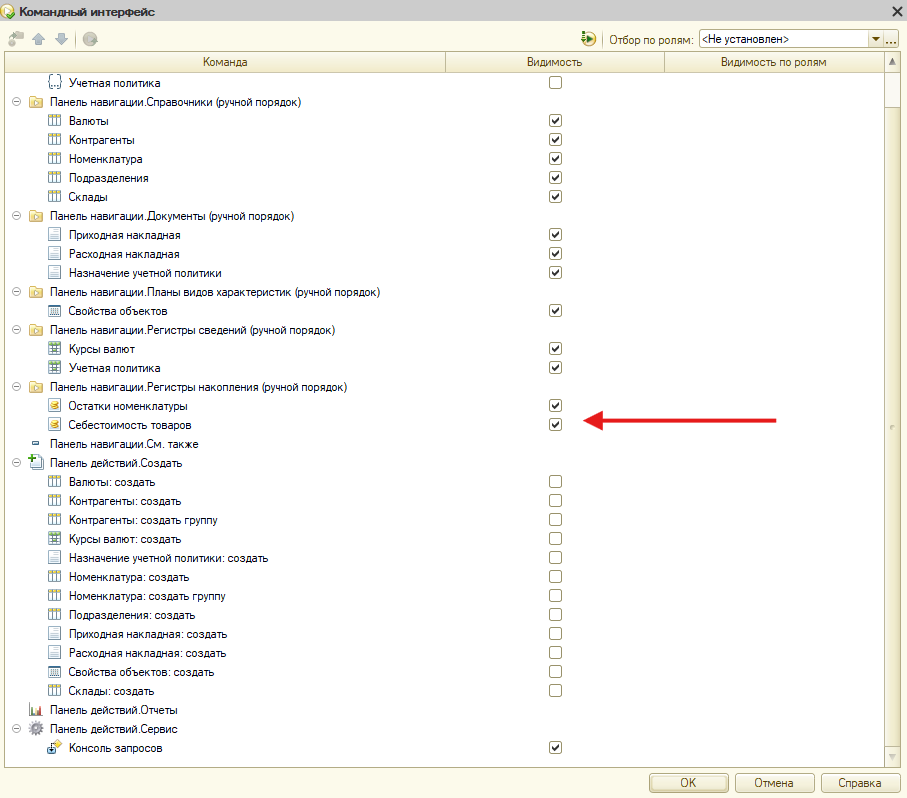 Командный интерфейс
Отбор по ролям: <Не установлен>
Команда Видимость Видимость по ролям
Учетная политика
Панель навигации.Справочники (ручной порядок)
Валюты
Контрагенты
Номенклатура
Подразделения
Склады
Панель навигации.Документы (ручной порядок)
Приходная накладная
Расходная накладная
Назначение учетной политики
Панель навигации.Планы видов характеристик (ручной порядок)
Свойства объектов
Панель навигации.Регистры сведений (ручной порядок)
Курсы валют
Учетная политика
Панель навигации.Регистры накопления (ручной порядок)
Остатки номенклатуры
Себестоимость товаров
Панель навигации.См. также
Панель действий.Создать
Валюты: создать
Контрагенты: создать
Контрагенты: создать группу
Курсы валют: создать
Назначение учетной политики: создать
Номенклатура: создать
Номенклатура: создать группу
Подразделения: создать
Приходная накладная: создать
Расходная накладная: создать
Свойства объектов: создать
Склады: создать
Панель действий.Отчеты
Панель действий.Сервис
Консоль запросов
OK Отмена Справка